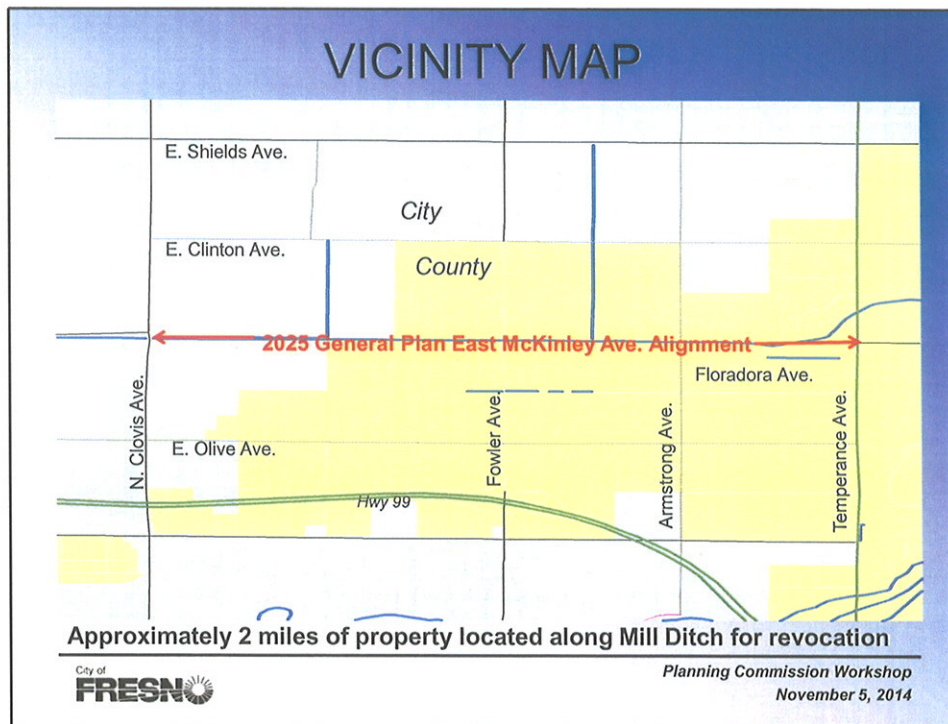 VICINITY MAP
E. Shields Ave.
City
E. Clinton Ave.
County
2025 General Plan East McKinley Ave. Alignment
Floradora Ave.
N. Clovis Ave.
Fowler Ave.
Armstrong Ave.
Temperance Ave.
E. Olive Ave.
Hwy 99
Approximately 2 miles of property located along Mill Ditch for revocation
City of
FRESNO
Planning Commission Workshop
November 5, 2014